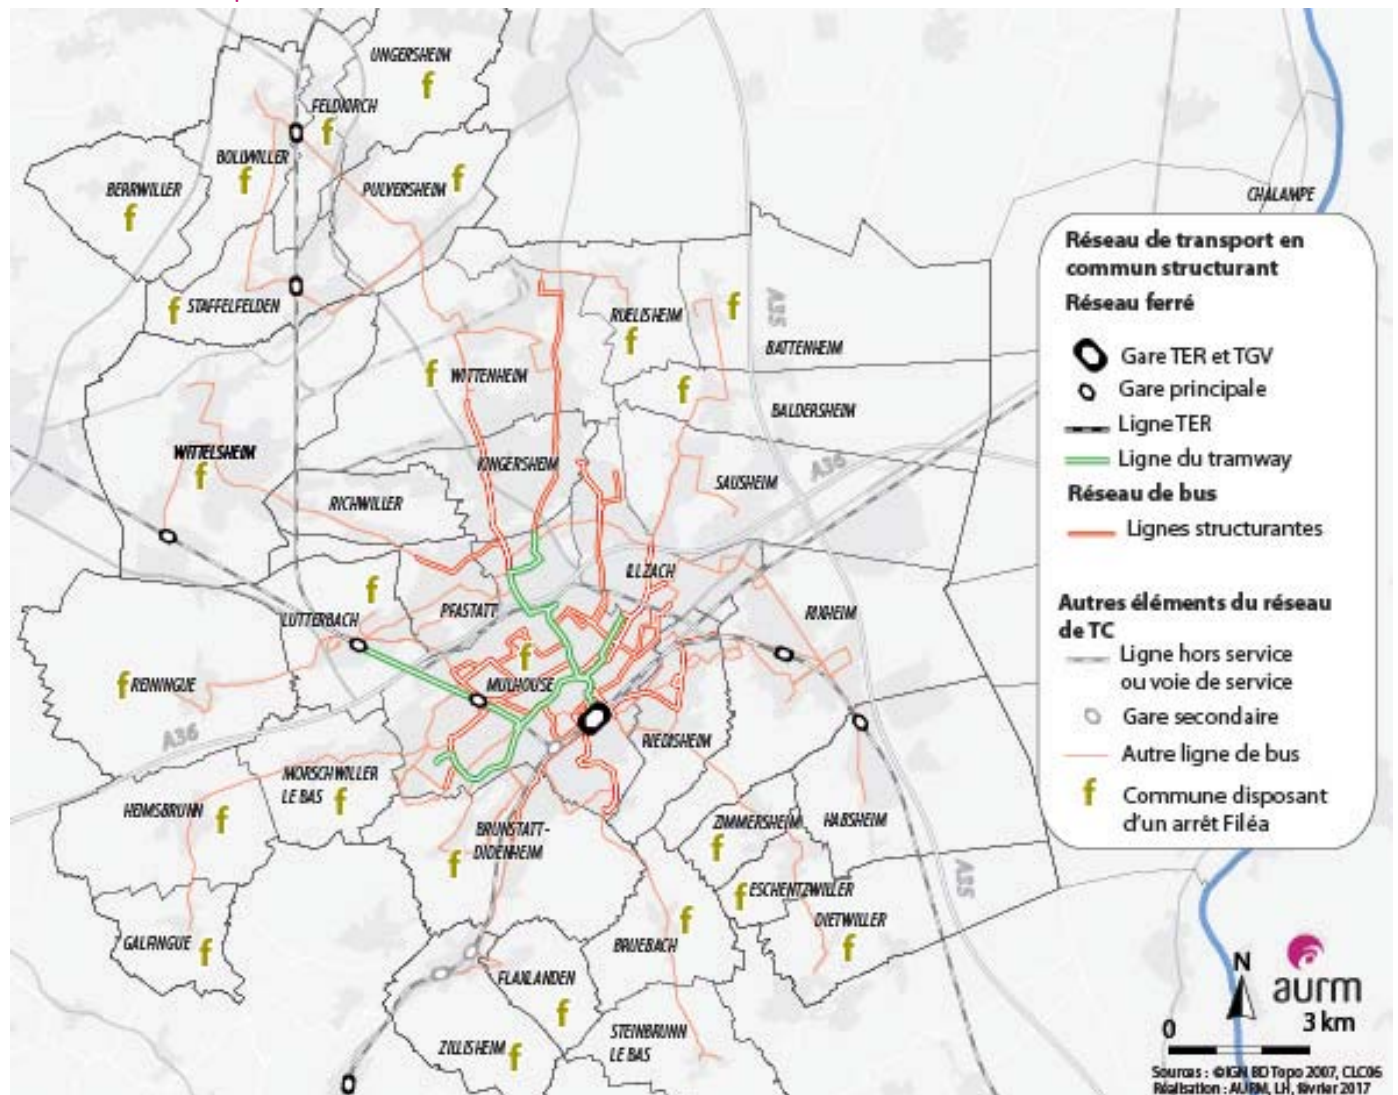 UNGERSHEIM
f
FELDKIRCH
f
BOLLWILLER
f
BERRWILLER
f
PULVERSHEIM
f
CHALAMPE
f STAFFELFELDEN
RUELISHEIM
f
f
A35
BATTENHEIM
f WITTENHEIM
f
BALDERSHEIM
WITTELSHEIM
f
KINGERSHEIM
A36
SAUSHEIM
RICHWILLER
ILLZACH
f
LUTTERBACH
PFASTATT
RIXHEIM
f REININGUE
f
MULHOUSE
A36
RIEDISHEIM
MORSCHWILLER
LE BAS f
HEIMSBRUNN f
BRUNSTATT-
DIDENHEIM
f
ZIMMERSHEIM
f
HABSHEIM
A35
f ESCHENTZWILLER
DIETWILLER
f
GALFINGUE f
BRUEBACH
f
FLAXLANDEN
f
STEINBRUNN
LE BAS
ZILLISHEIM f
Réseau de transport en
commun structurant
Réseau ferré
Gare TER et TGV
Gare principale
Ligne TER
Ligne du tramway
Réseau de bus
Lignes structurantes
Autres éléments du réseau
de TC
Ligne hors service
ou voie de service
Gare secondaire
Autre ligne de bus
f Commune disposant
d'un arrêt Filéa
N
aurm
0 3 km
Sources : ©IGN BD Topo 2007, CLC06
Réalisation : AURM, LH, février 2017